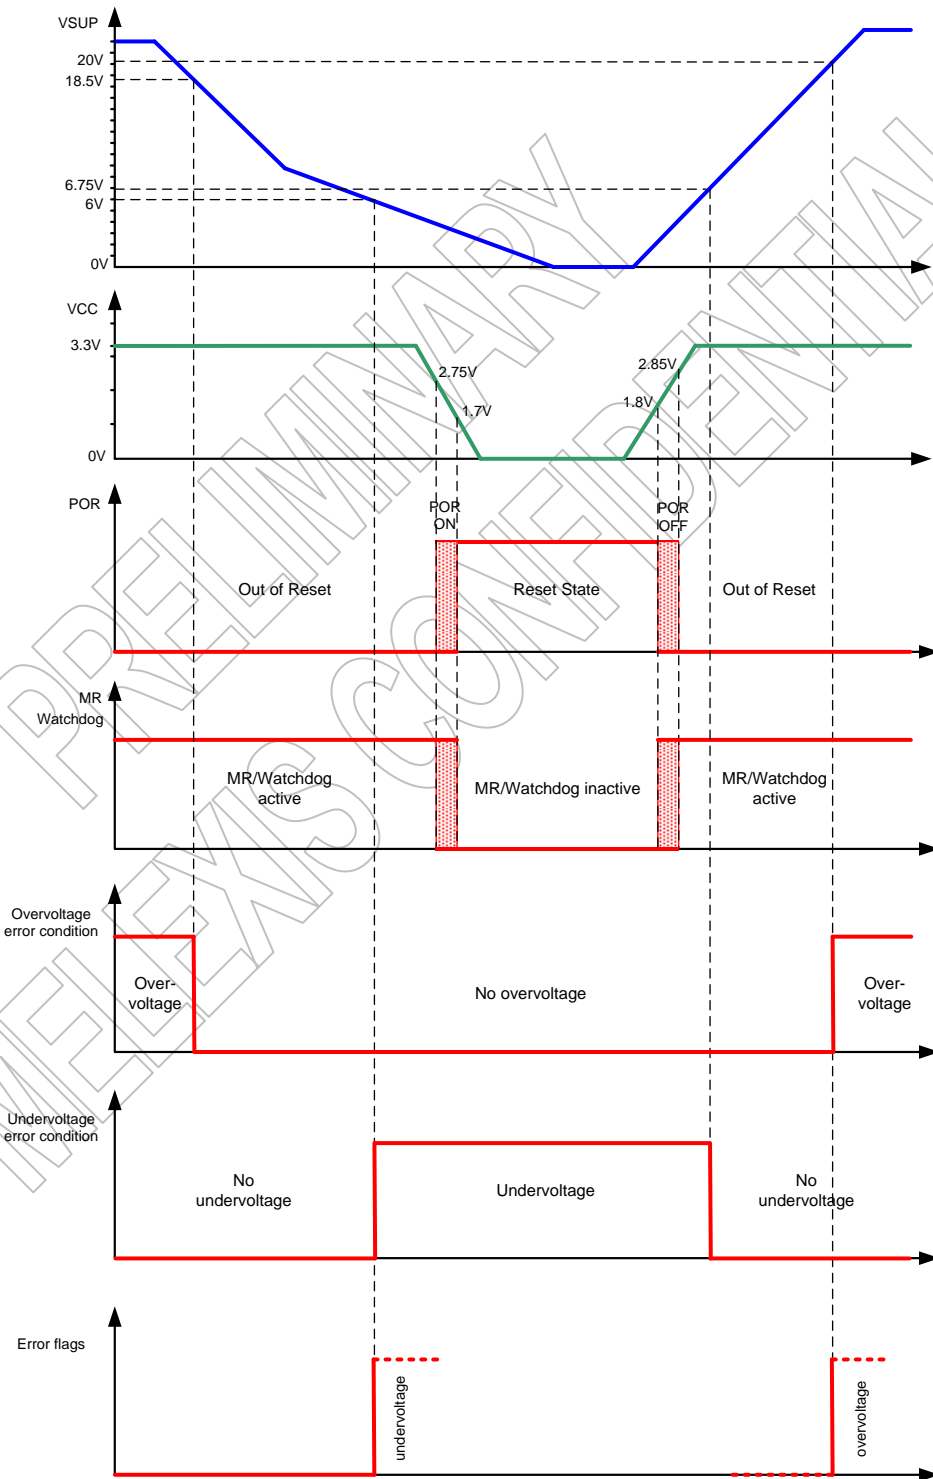 VSUP
20V
18.5V
6.75V
6V
0V
VCC
3.3V
2.75V
2.85V
1.7V
1.8V
0V
POR
POR
ON
POR
OFF
Out of Reset
Reset State
Out of Reset
MR
Watchdog
MR/Watchdog
active
MR/Watchdog inactive
MR/Watchdog
active
Overvoltage
error condition
Over-
voltage
No overvoltage
Over-
voltage
Undervoltage
error condition
No
undervoltage
Undervoltage
No
undervoltage
Error flags
undervoltage
overvoltage
PRELIMINARY
MELEXIS CONFIDENTIAL